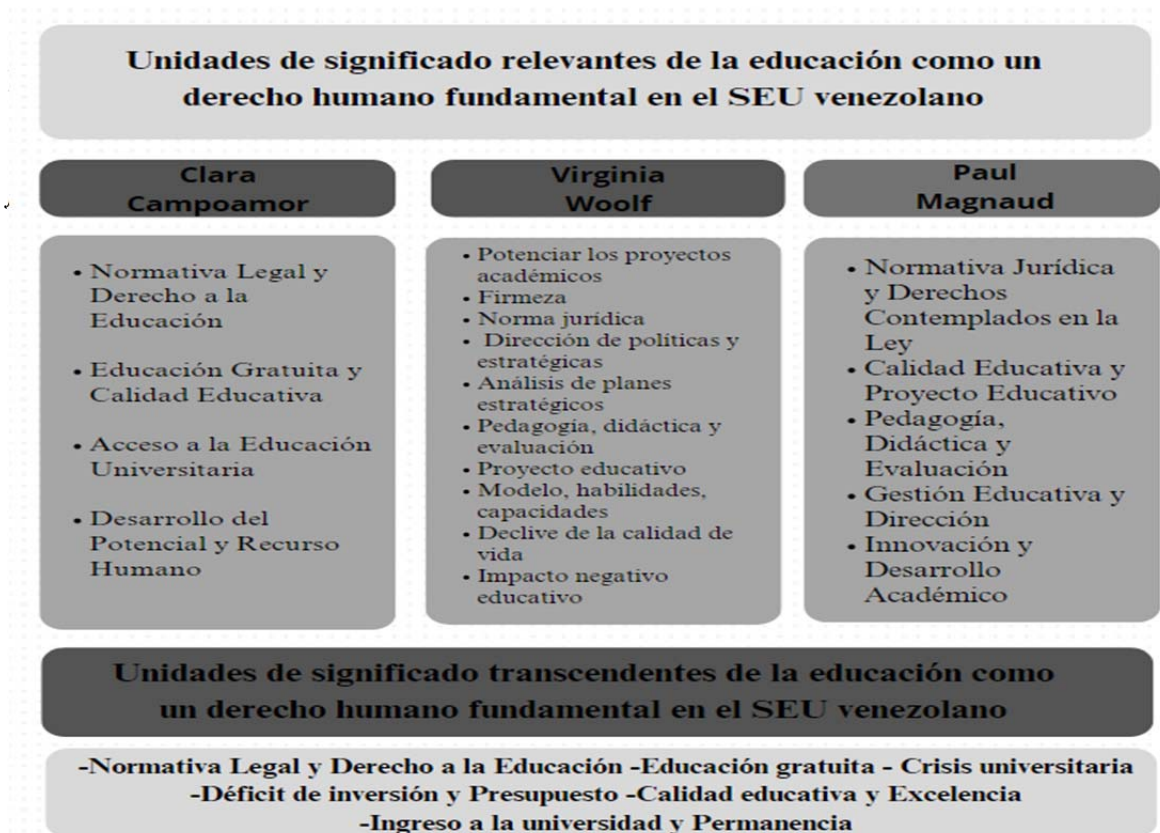 Unidades de significado relevantes de la educación como un
derecho humano fundamental en el SEU venezolano
Clara
Campoamor
• Normativa Legal y
Derecho a la
Educación
• Educación Gratuita y
Calidad Educativa
• Acceso a la Educación
Universitaria
• Desarrollo del
Potencial y Recurso
Humano
Virginia
Woolf
• Potenciar los proyectos
académicos
• Firmeza
• Norma jurídica
• Dirección de políticas y
estratégicas
• Análisis de planes
estratégicos
• Pedagogía, didáctica y
evaluación
• Proyecto educativo
• Modelo, habilidades,
capacidades
• Declive de la calidad de
vida
• Impacto negativo
educativo
Paul
Magnaud
• Normativa Jurídica
y Derechos
Contemplados en la
Ley
• Calidad Educativa y
Proyecto Educativo
• Pedagogía,
Didáctica y
Evaluación
• Gestión Educativa y
Dirección
• Innovación y
Desarrollo
Académico
Unidades de significado transcendentes de la educación como
un derecho humano fundamental en el SEU venezolano
-Normativa Legal y Derecho a la Educación -Educación gratuita - Crisis universitaria
-Déficit de inversión y Presupuesto -Calidad educativa y Excelencia
-Ingreso a la universidad y Permanencia